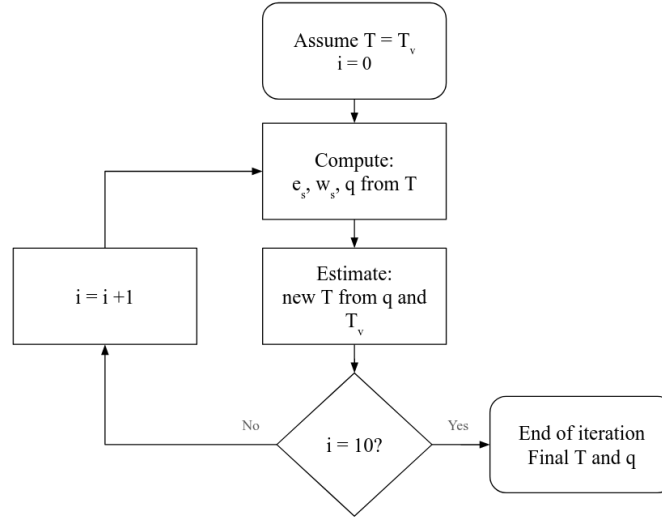 Assume T = Tv
i = 0
Compute:
es, ws, q from T
Estimate:
new T from q and
Tv
i = i +1
No
i = 10?
Yes
End of iteration
Final T and q